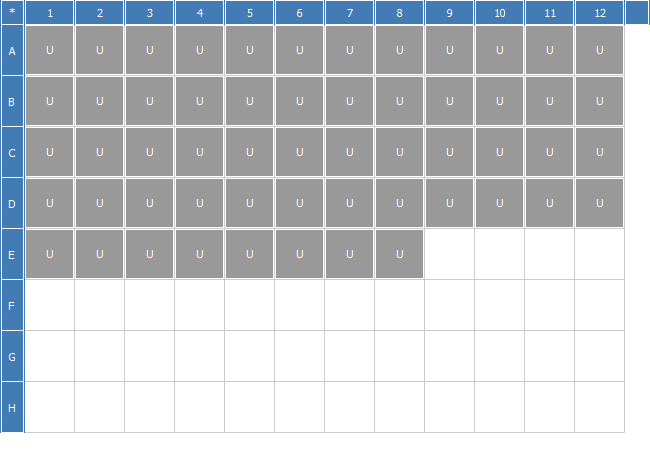 * 1 2 3 4 5 6 7 8 9 10 11 12
A U U U U U U U U U U U U
B U U U U U U U U U U U U
C U U U U U U U U U U U U
D U U U U U U U U U U U U
E U U U U U U U U
F
G
H